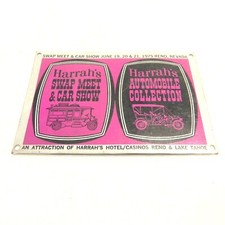 SWAP MEET & CAR SHOW JUNE 19, 20 & 21, 1975 RENO, NEVADA
Harrah's
SWAP MEET
& CAR SHOW
Harrah's
AUTOMOBILE
COLLECTION
AN ATTRACTION OF HARRAH'S HOTEL/CASINOS RENO & LAKE TAHOE